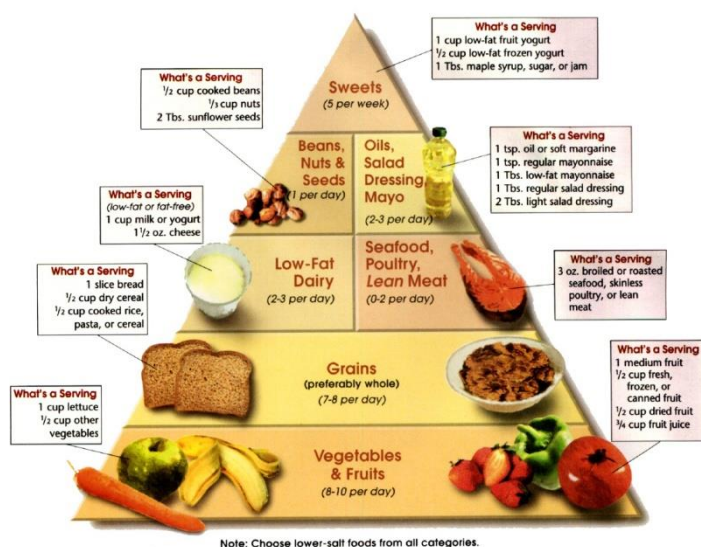 What's a Serving
1 cup low-fat fruit yogurt
½ cup low-fat frozen yogurt
1 Tbs. maple syrup, sugar, or jam
Sweets
(5 per week)
What's a Serving
½ cup cooked beans
⅓ cup nuts
2 Tbs. sunflower seeds
Beans,
Nuts &
Seeds
(1 per day)
Oils,
Salad
Dressing,
Mayo
(2-3 per day)
What's a Serving
1 tsp. oil or soft margarine
1 tsp. regular mayonnaise
1 Tbs. low-fat mayonnaise
1 Tbs. regular salad dressing
2 Tbs. light salad dressing
What's a Serving
(low-fat or fat-free)
1 cup milk or yogurt
1½ oz. cheese
Low-Fat
Dairy
(2-3 per day)
Seafood,
Poultry,
Lean Meat
(0-2 per day)
What's a Serving
3 oz. broiled or roasted
seafood, skinless
poultry, or lean
meat
What's a Serving
1 slice bread
½ cup dry cereal
½ cup cooked rice,
pasta, or cereal
Grains
(preferably whole)
(7-8 per day)
What's a Serving
1 cup lettuce
½ cup other
vegetables
Vegetables
& Fruits
(8-10 per day)
What's a Serving
1 medium fruit
½ cup fresh,
frozen, or
canned fruit
½ cup dried fruit
¾ cup fruit juice
Note: Choose lower-salt foods from all categories.